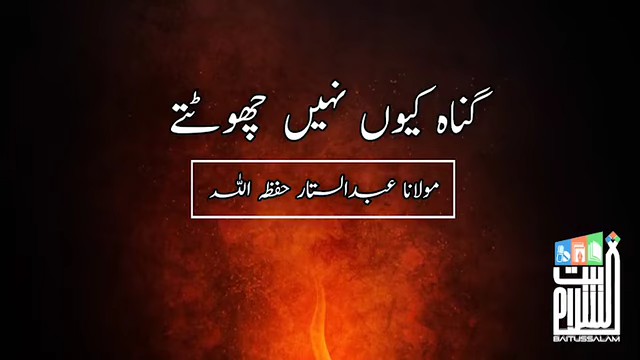 گناہ کیوں نہیں چھوٹتے
مولانا عبدالستار حفظہ اللہ
بیت السلام
BAITUSSALAM